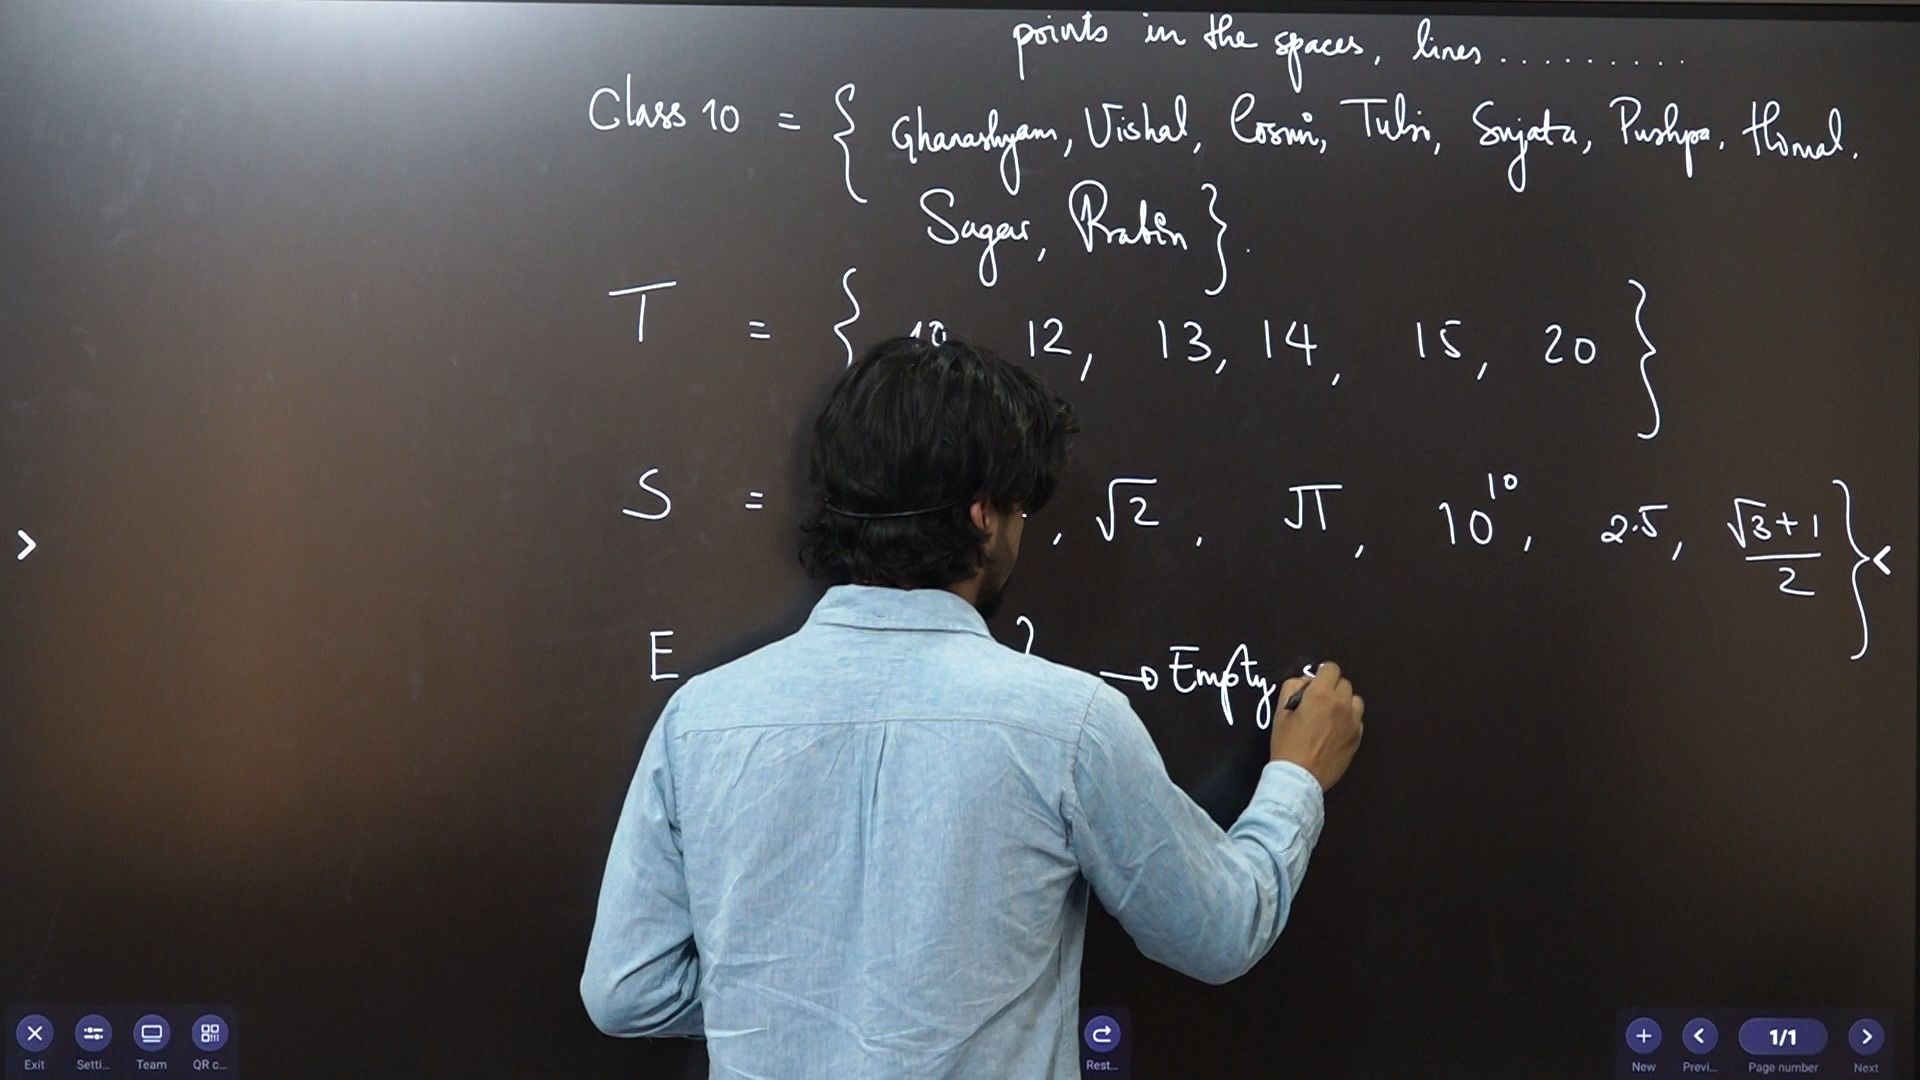 points in the spaces, lines .........
Class 10 = { Ghanashyam, Vishal, Cosmi, Tulsi, Sujata, Pushpa, Homal.
Sagar, Prabin }.
T = { 10 12, 13, 14, 15, 20 }
S = , √2, π, 10^10, 2.5, (√3+1)/2 }
E } → Empty s
Exit
Setti...
Team
QR c...
Rest...
New
Previ...
1/1
Page number
Next